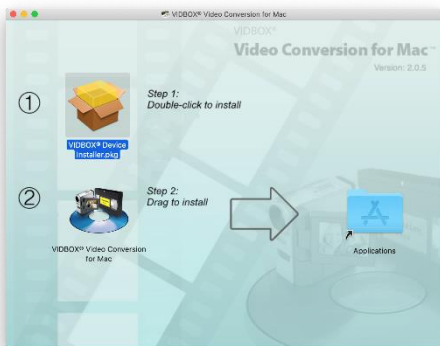 VIDBOX® Video Conversion for Mac
VIDBOX®
Video Conversion for Mac™
Version: 2.0.5
1
Step 1:
Double-click to install
VIDBOX® Device
Installer.pkg
2
Step 2:
Drag to install
VIDBOX® Video Conversion
for Mac
Applications